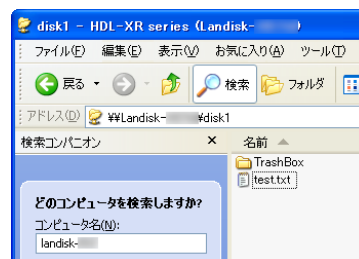 disk1 - HDL-XR series (Landisk- )
ファイル(F) 編集(E) 表示(V) お気に入り(A) ツール(T)
戻る 検索 フォルダ
アドレス(D) ¥¥Landisk- ¥disk1
検索コンパニオン × 名前
TrashBox
test.txt
どのコンピュータを検索しますか?
コンピュータ名(N):
landisk-